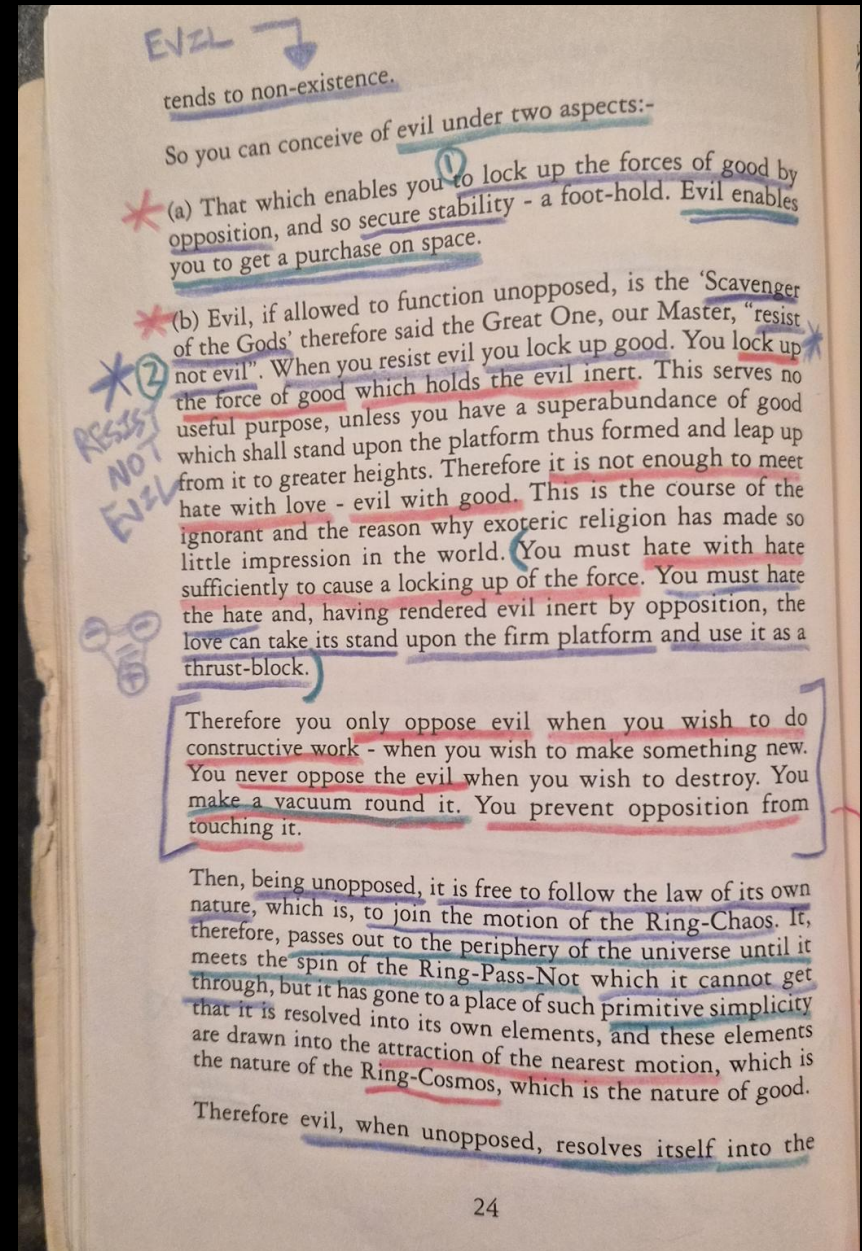 EVIL
tends to non-existence.
So you can conceive of evil under two aspects:-
1
(a) That which enables you to lock up the forces of good by
opposition, and so secure stability - a foot-hold. Evil enables
you to get a purchase on space.
(b) Evil, if allowed to function unopposed, is the ‘Scavenger
of the Gods’ therefore said the Great One, our Master, “resist
2
not evil”. When you resist evil you lock up good. You lock up
the force of good which holds the evil inert. This serves no
useful purpose, unless you have a superabundance of good
which shall stand upon the platform thus formed and leap up
from it to greater heights. Therefore it is not enough to meet
hate with love - evil with good. This is the course of the
ignorant and the reason why exoteric religion has made so
little impression in the world. (You must hate with hate
sufficiently to cause a locking up of the force. You must hate
the hate and, having rendered evil inert by opposition, the
love can take its stand upon the firm platform and use it as a
thrust-block.)
RESIST
NOT
EVIL
Therefore you only oppose evil when you wish to do
constructive work - when you wish to make something new.
You never oppose the evil when you wish to destroy. You
make a vacuum round it. You prevent opposition from
touching it.
Then, being unopposed, it is free to follow the law of its own
nature, which is, to join the motion of the Ring-Chaos. It,
therefore, passes out to the periphery of the universe until it
meets the spin of the Ring-Pass-Not which it cannot get
through, but it has gone to a place of such primitive simplicity
that it is resolved into its own elements, and these elements
are drawn into the attraction of the nearest motion, which is
the nature of the Ring-Cosmos, which is the nature of good.
Therefore evil, when unopposed, resolves itself into the
24